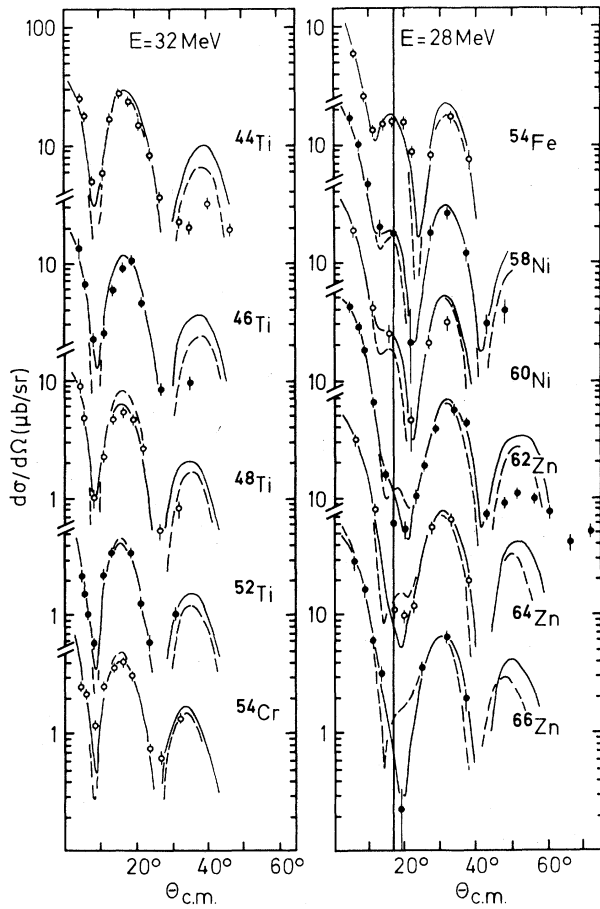 E=32 MeV
100
10
10
10
1
1
1
dσ/dΩ (μb/sr)
44Ti
46Ti
48Ti
52Ti
54Cr
20°
40°
60°
Θc.m.
E=28 MeV
10
10
10
10
10
1
1
54Fe
58Ni
60Ni
62Zn
64Zn
66Zn
20°
40°
60°
Θc.m.